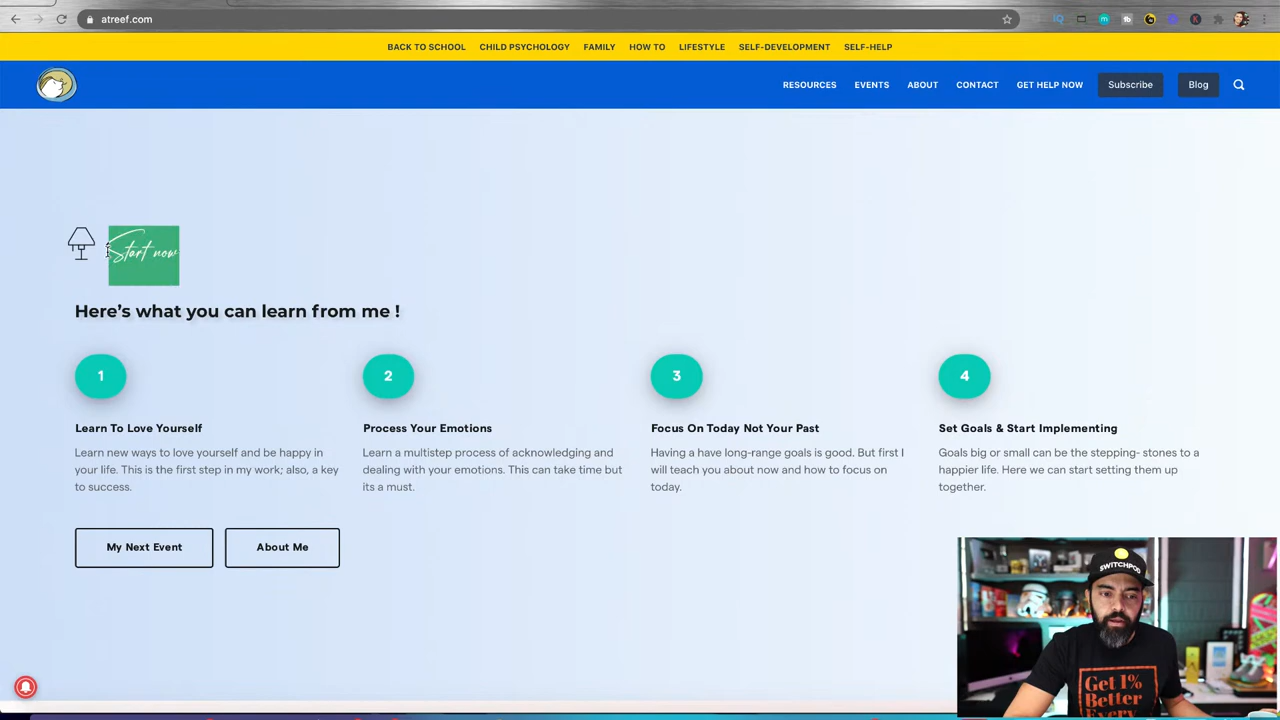 atreef.com
BACK TO SCHOOL CHILD PSYCHOLOGY FAMILY HOW TO LIFESTYLE SELF-DEVELOPMENT SELF-HELP
RESOURCES EVENTS ABOUT CONTACT GET HELP NOW Subscribe Blog
Start now
Here's what you can learn from me !
1
Learn To Love Yourself
Learn new ways to love yourself and be happy in
your life. This is the first step in my work; also, a key
to success.
2
Process Your Emotions
Learn a multistep process of acknowledging and
dealing with your emotions. This can take time but
its a must.
3
Focus On Today Not Your Past
Having a have long-range goals is good. But first I
will teach you about now and how to focus on
today.
4
Set Goals & Start Implementing
Goals big or small can be the stepping- stones to a
happier life. Here we can start setting them up
together.
My Next Event About Me
SWITCHPOD
Get 1%
Better
Every